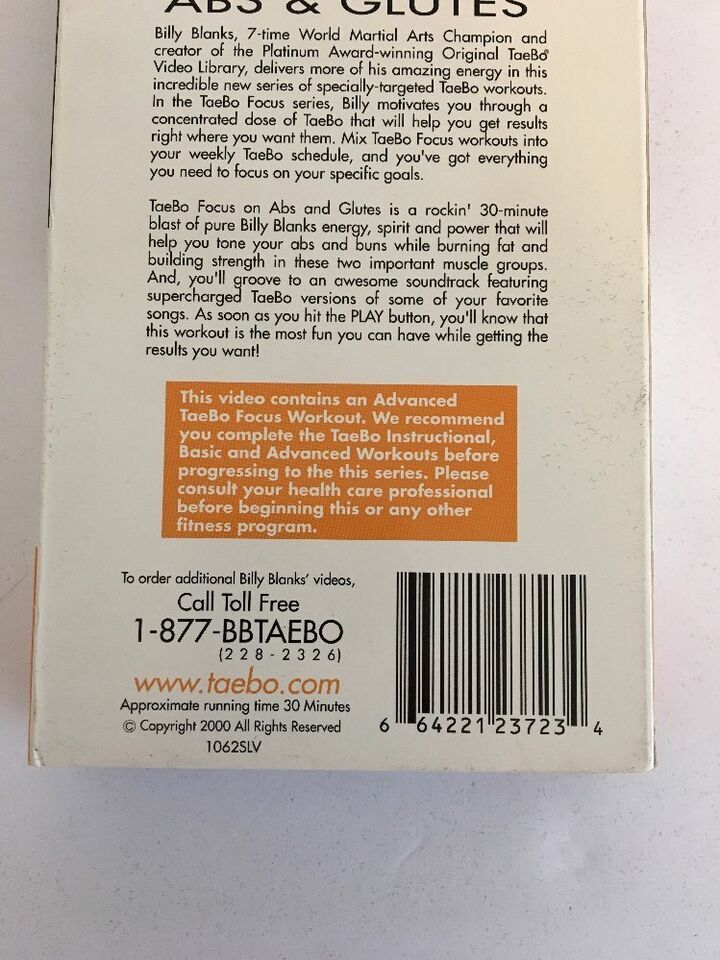 ABS & GLUTES
Billy Blanks, 7-time World Martial Arts Champion and
creator of the Platinum Award-winning Original TaeBo®
Video Library, delivers more of his amazing energy in this
incredible new series of specially-targeted TaeBo workouts.
In the TaeBo Focus series, Billy motivates you through a
concentrated dose of TaeBo that will help you get results
right where you want them. Mix TaeBo Focus workouts into
your weekly TaeBo schedule, and you've got everything
you need to focus on your specific goals.
TaeBo Focus on Abs and Glutes is a rockin' 30-minute
blast of pure Billy Blanks energy, spirit and power that will
help you tone your abs and buns while burning fat and
building strength in these two important muscle groups.
And, you'll groove to an awesome soundtrack featuring
supercharged TaeBo versions of some of your favorite
songs. As soon as you hit the PLAY button, you'll know that
this workout is the most fun you can have while getting the
results you want!
This video contains an Advanced
TaeBo Focus Workout. We recommend
you complete the TaeBo Instructional,
Basic and Advanced Workouts before
progressing to the this series. Please
consult your health care professional
before beginning this or any other
fitness program.
To order additional Billy Blanks' videos,
Call Toll Free
1-877-BBTAEBO
(228-2326)
www.taebo.com
Approximate running time 30 Minutes
© Copyright 2000 All Rights Reserved
1062SLV
6 64221 23723 4